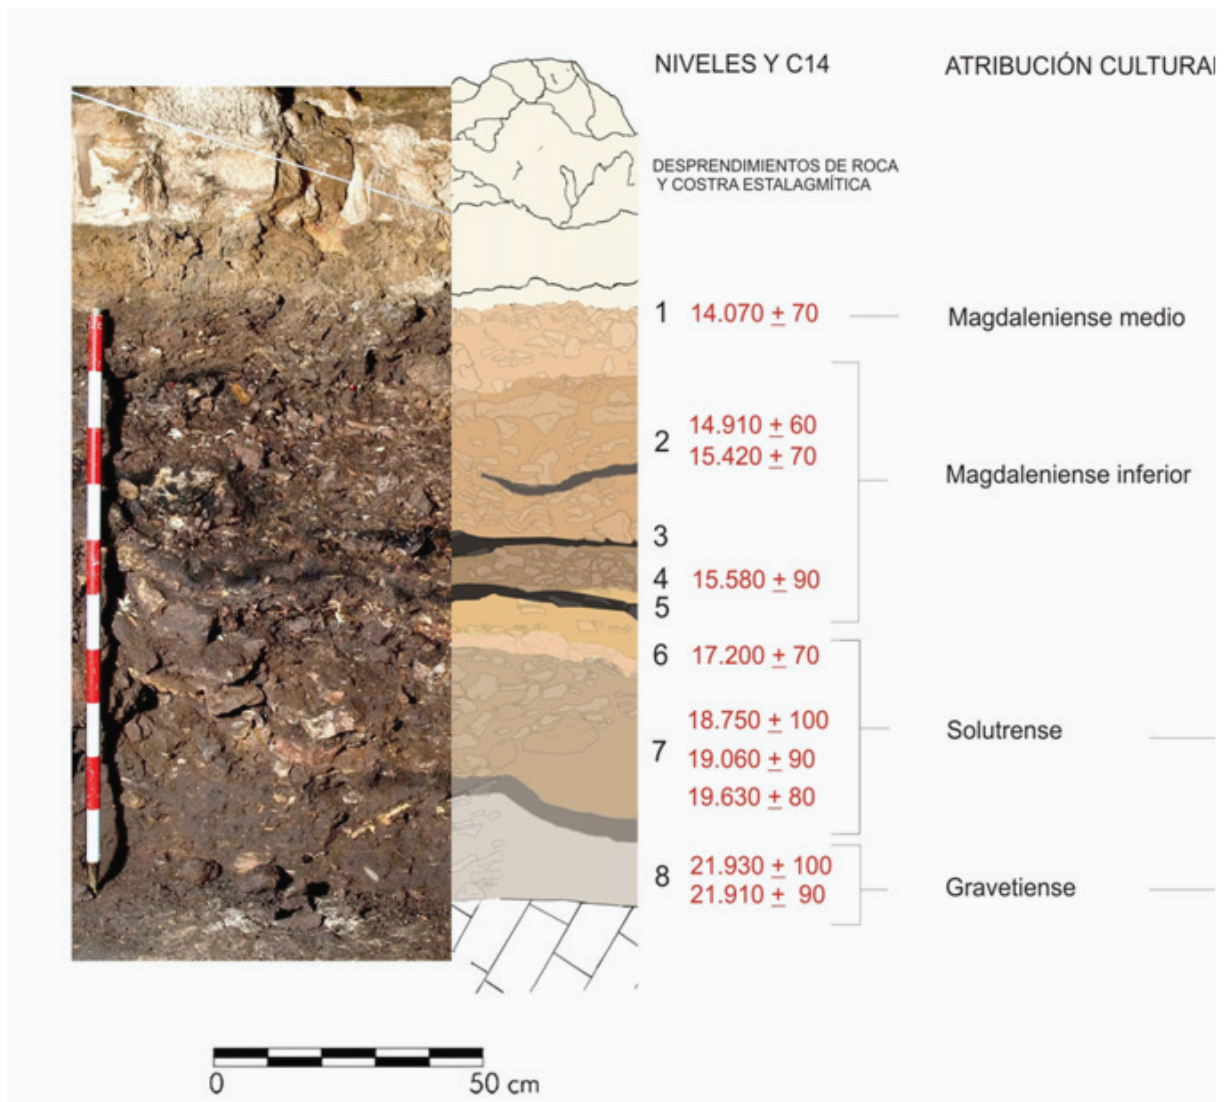 NIVELES Y C14
ATRIBUCIÓN CULTURAL
DESPRENDIMIENTOS DE ROCA
Y COSTRA ESTALAGMÍTICA
1 14.070 ± 70
Magdaleniense medio
2 14.910 ± 60
15.420 ± 70
Magdaleniense inferior
3
4 15.580 ± 90
5
6 17.200 ± 70
7 18.750 ± 100
19.060 ± 90
19.630 ± 80
Solutrense
8 21.930 ± 100
21.910 ± 90
Gravetiense
0 50 cm